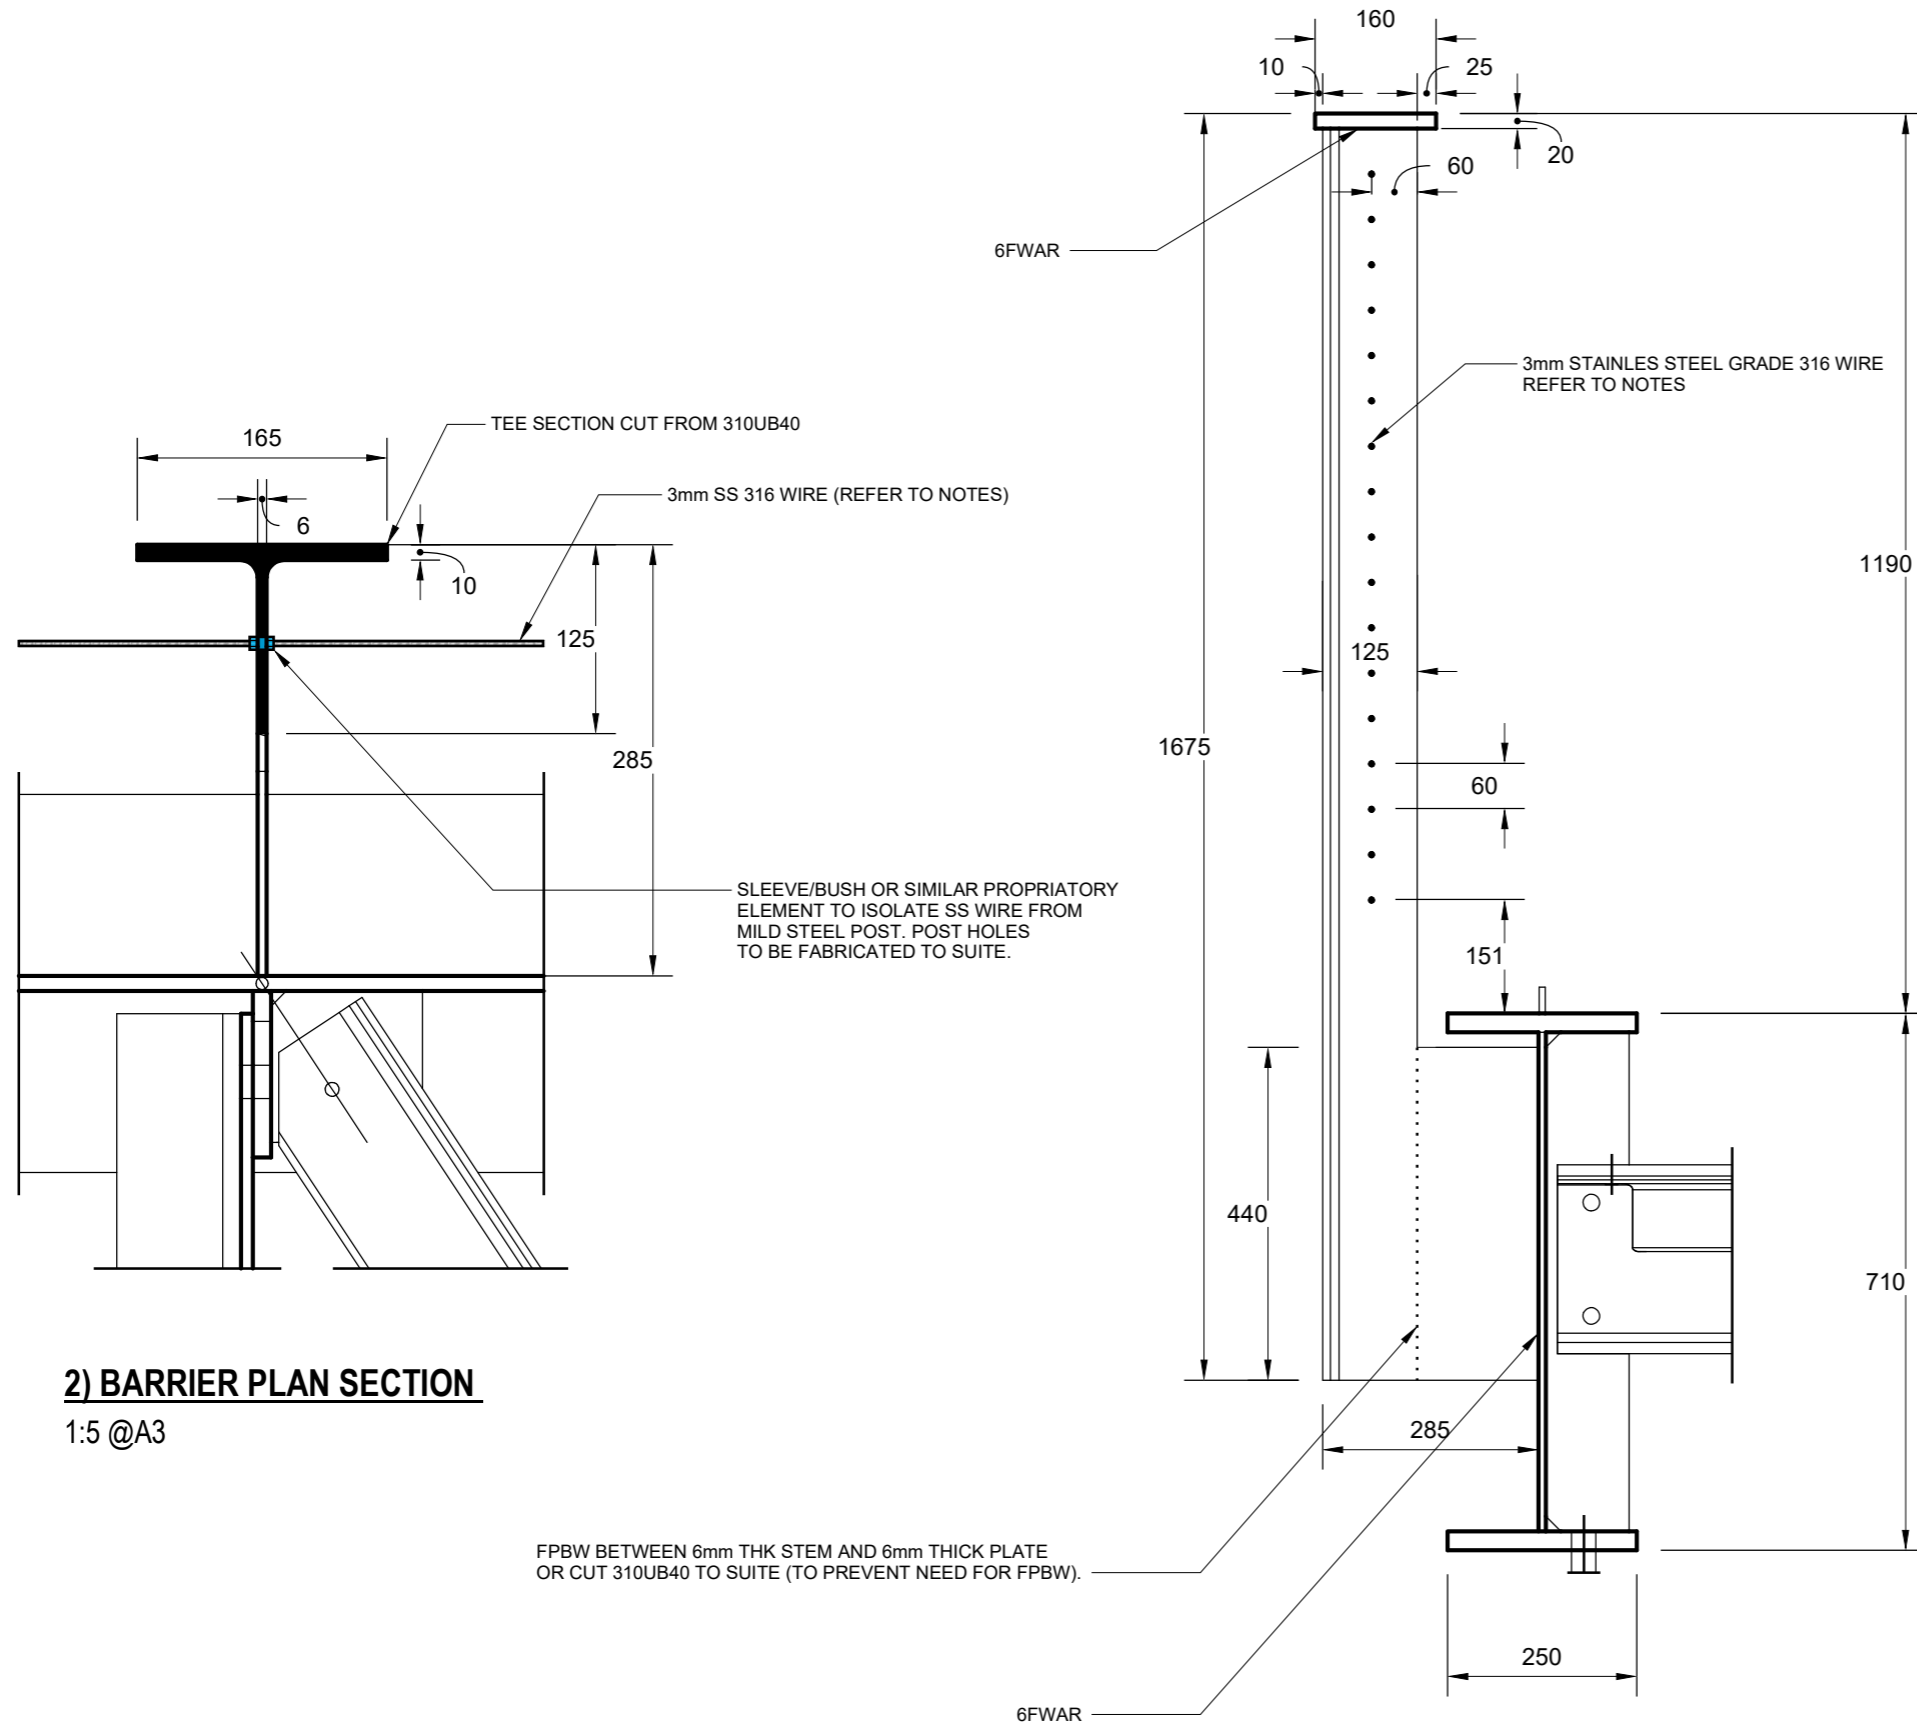 160
10
25
20
60
6FWAR
3mm STAINLES STEEL GRADE 316 WIRE
REFER TO NOTES
165
TEE SECTION CUT FROM 310UB40
3mm SS 316 WIRE (REFER TO NOTES)
6
10
1190
125
125
1675
285
60
SLEEVE/BUSH OR SIMILAR PROPRIATORY
ELEMENT TO ISOLATE SS WIRE FROM
MILD STEEL POST. POST HOLES
TO BE FABRICATED TO SUITE.
151
440
710
2) BARRIER PLAN SECTION
1:5 @A3
285
FPBW BETWEEN 6mm THK STEM AND 6mm THICK PLATE
OR CUT 310UB40 TO SUITE (TO PREVENT NEED FOR FPBW).
250
6FWAR